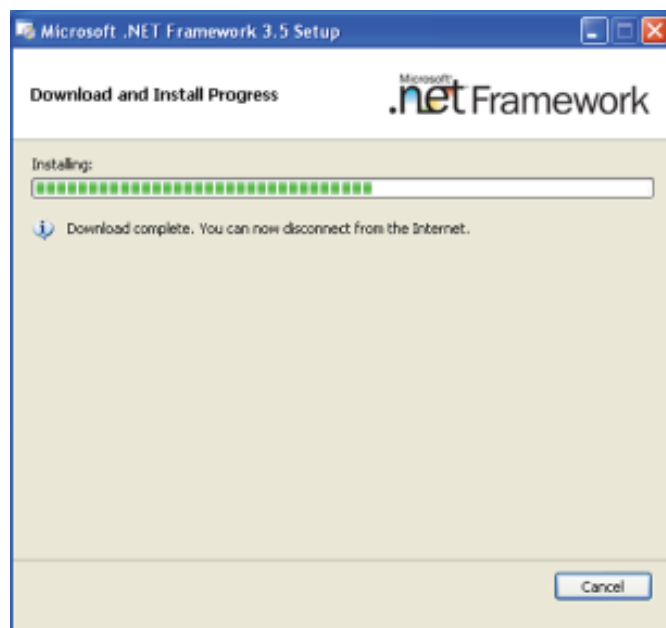 Microsoft .NET Framework 3.5 Setup
Download and Install Progress
Microsoft
.net Framework
Installing:
Download complete. You can now disconnect from the Internet.
Cancel